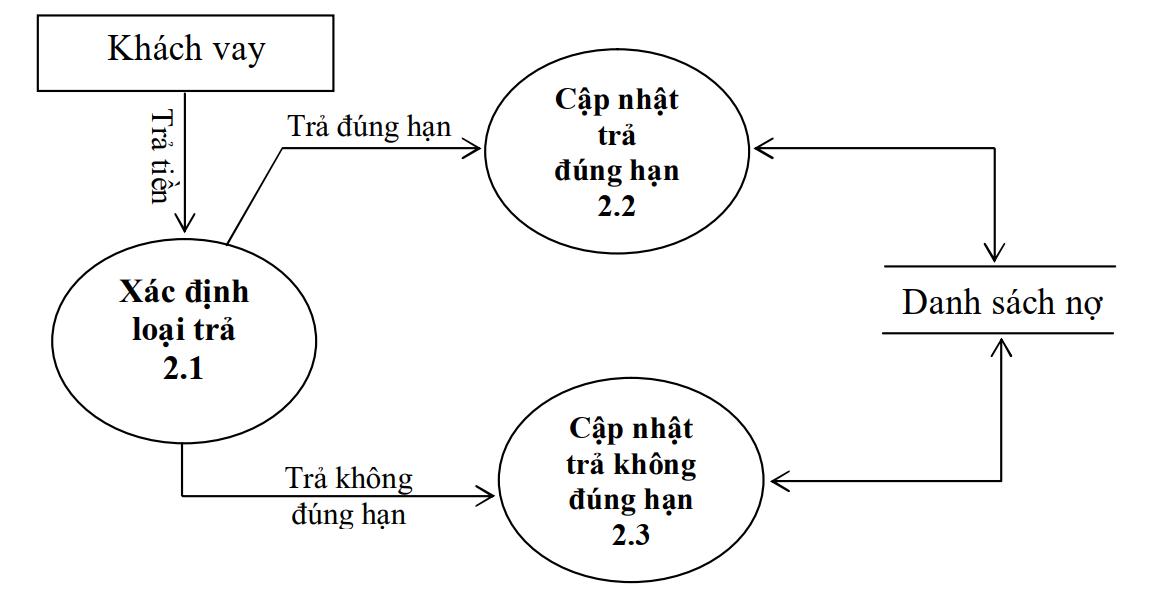 Khách vay
Trả tiền
Trả đúng hạn
Cập nhật
trả
đúng hạn
2.2
Xác định
loại trả
2.1
Danh sách nợ
Trả không
đúng hạn
Cập nhật
trả không
đúng hạn
2.3